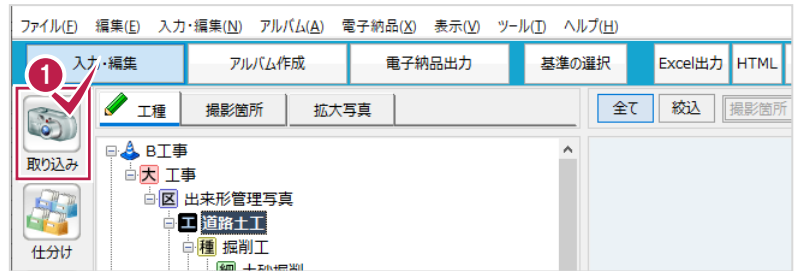 ファイル(F) 編集(E) 入力・編集(N) アルバム(A) 電子納品(X) 表示(V) ツール(T) ヘルプ(H)
入力・編集 アルバム作成 電子納品出力 基準の選択 Excel出力 HTML
1
工種 撮影箇所 拡大写真 全て 絞込 撮影箇所
取り込み
B工事
大 工事
区 出来形管理写真
工 道路土工
仕分け
種 掘削工
細 土砂掘削